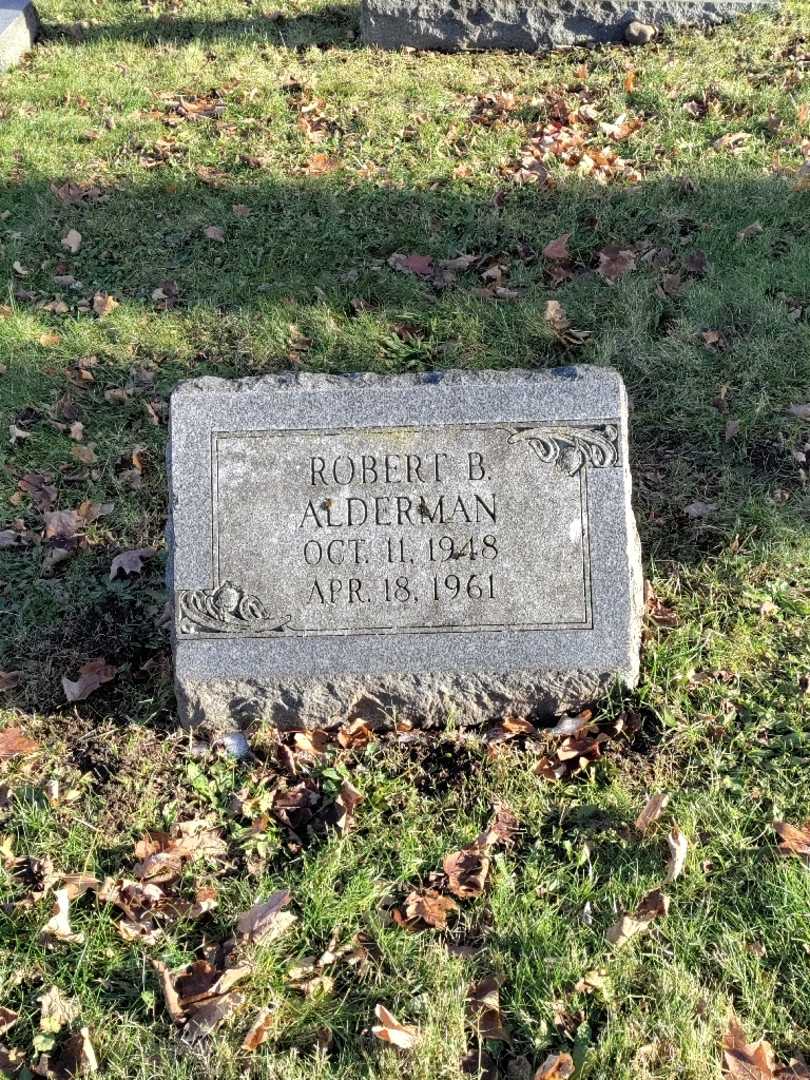 ROBERT B.
ALDERMAN
OCT. 11, 1948
APR. 18, 1961